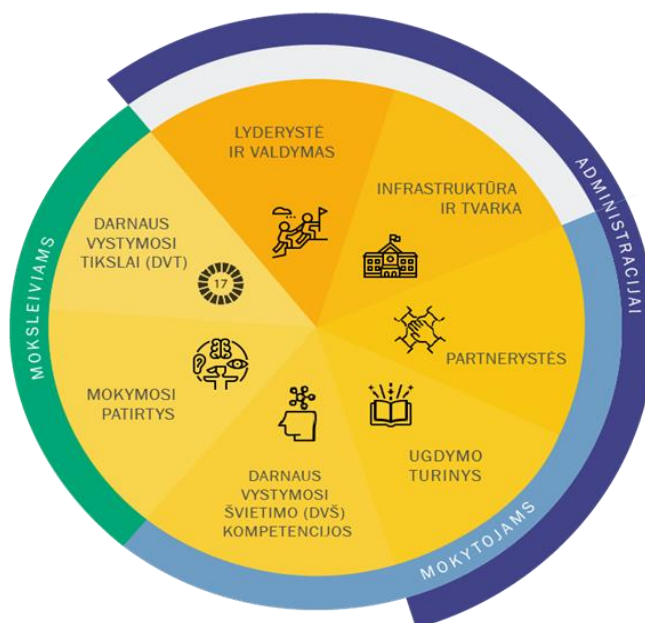 LYDERYSTĖ
IR VALDYMAS
INFRASTRUKTŪRA
IR TVARKA
PARTNERYSTĖS
UGDYMO
TURINYS
DARNAUS
VYSTYMOSI
ŠVIETIMO (DVŠ)
KOMPETENCIJOS
MOKYMOSI
PATIRTYS
DARNAUS
VYSTYMOSI
TIKSLAI (DVT)
17
ADMINISTRACIJAI
MOKYTOJAMS
MOKSLEIVIAMS